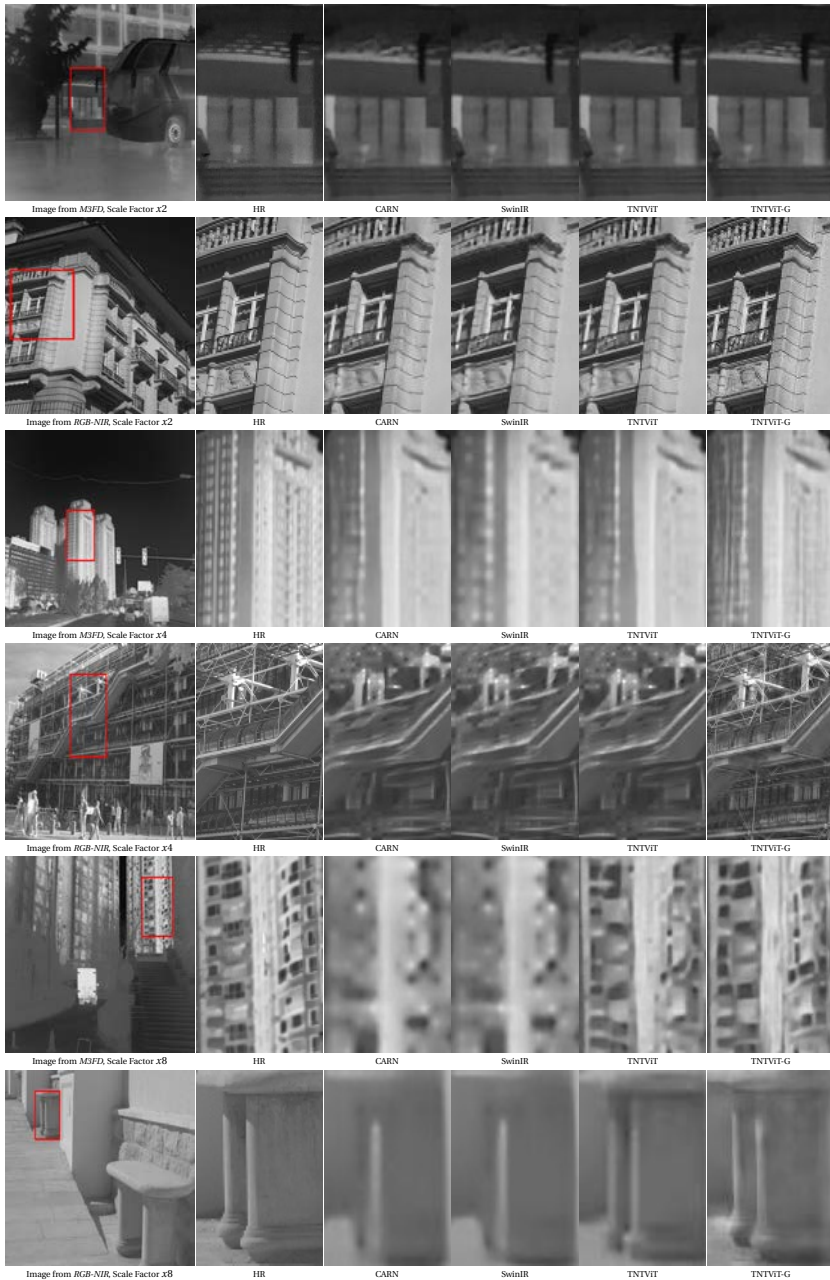 Image from M3FD, Scale Factor x2 HR CARN SwinIR TNTViT TNTViT-G
Image from RGB-NIR, Scale Factor x2 HR CARN SwinIR TNTViT TNTViT-G
Image from M3FD, Scale Factor x4 HR CARN SwinIR TNTViT TNTViT-G
Image from RGB-NIR, Scale Factor x4 HR CARN SwinIR TNTViT TNTViT-G
Image from M3FD, Scale Factor x8 HR CARN SwinIR TNTViT TNTViT-G
Image from RGB-NIR, Scale Factor x8 HR CARN SwinIR TNTViT TNTViT-G